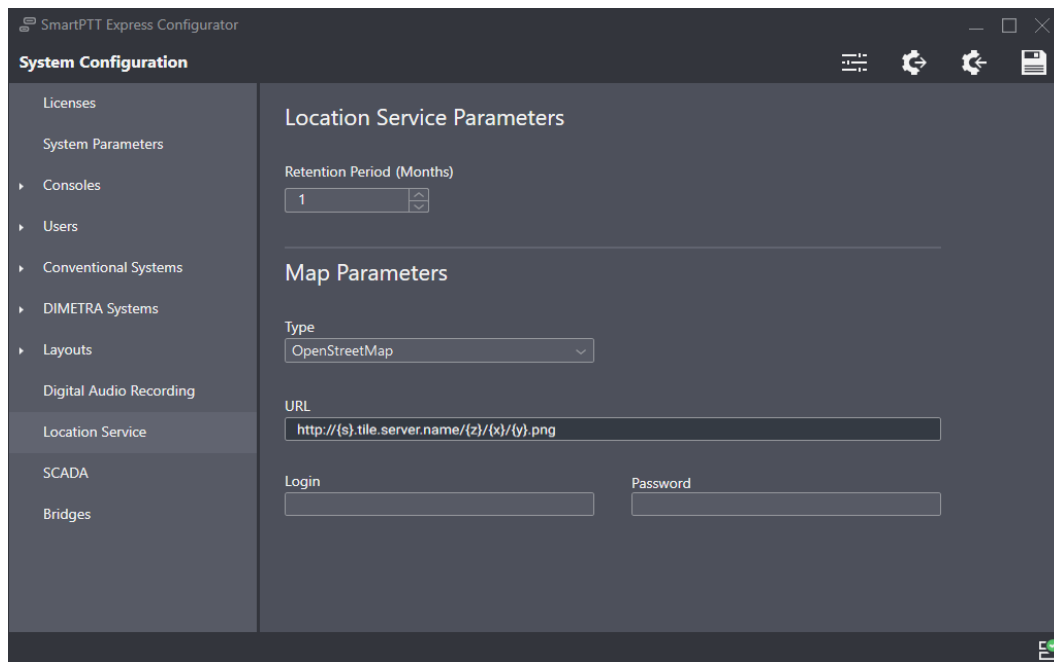 SmartPTT Express Configurator
System Configuration
Licenses
System Parameters
Consoles
Users
Conventional Systems
DIMETRA Systems
Layouts
Digital Audio Recording
Location Service
SCADA
Bridges
Location Service Parameters
Retention Period (Months)
1
Map Parameters
Type
OpenStreetMap
URL
http://{s}.tile.server.name/{z}/{x}/{y}.png
Login Password